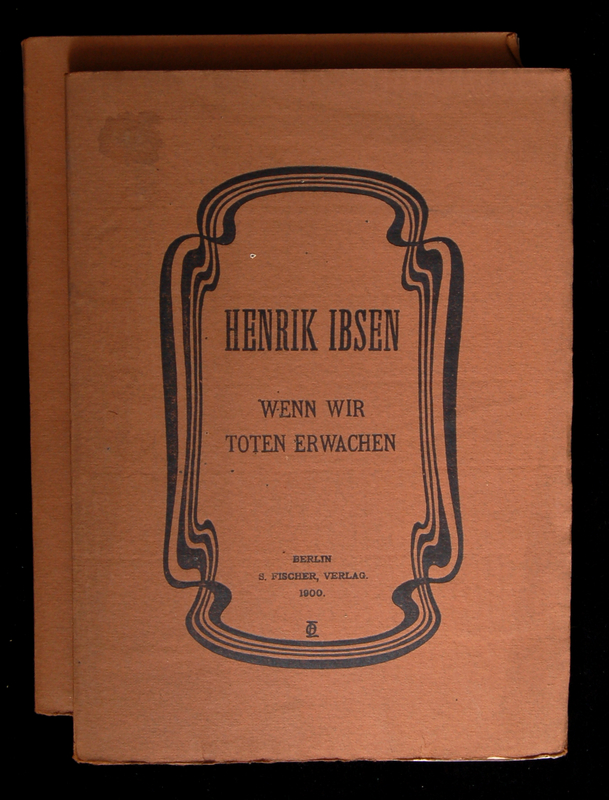 HENRIK IBSEN
WENN WIR
TOTEN ERWACHEN
BERLIN
S. FISCHER, VERLAG.
1900.